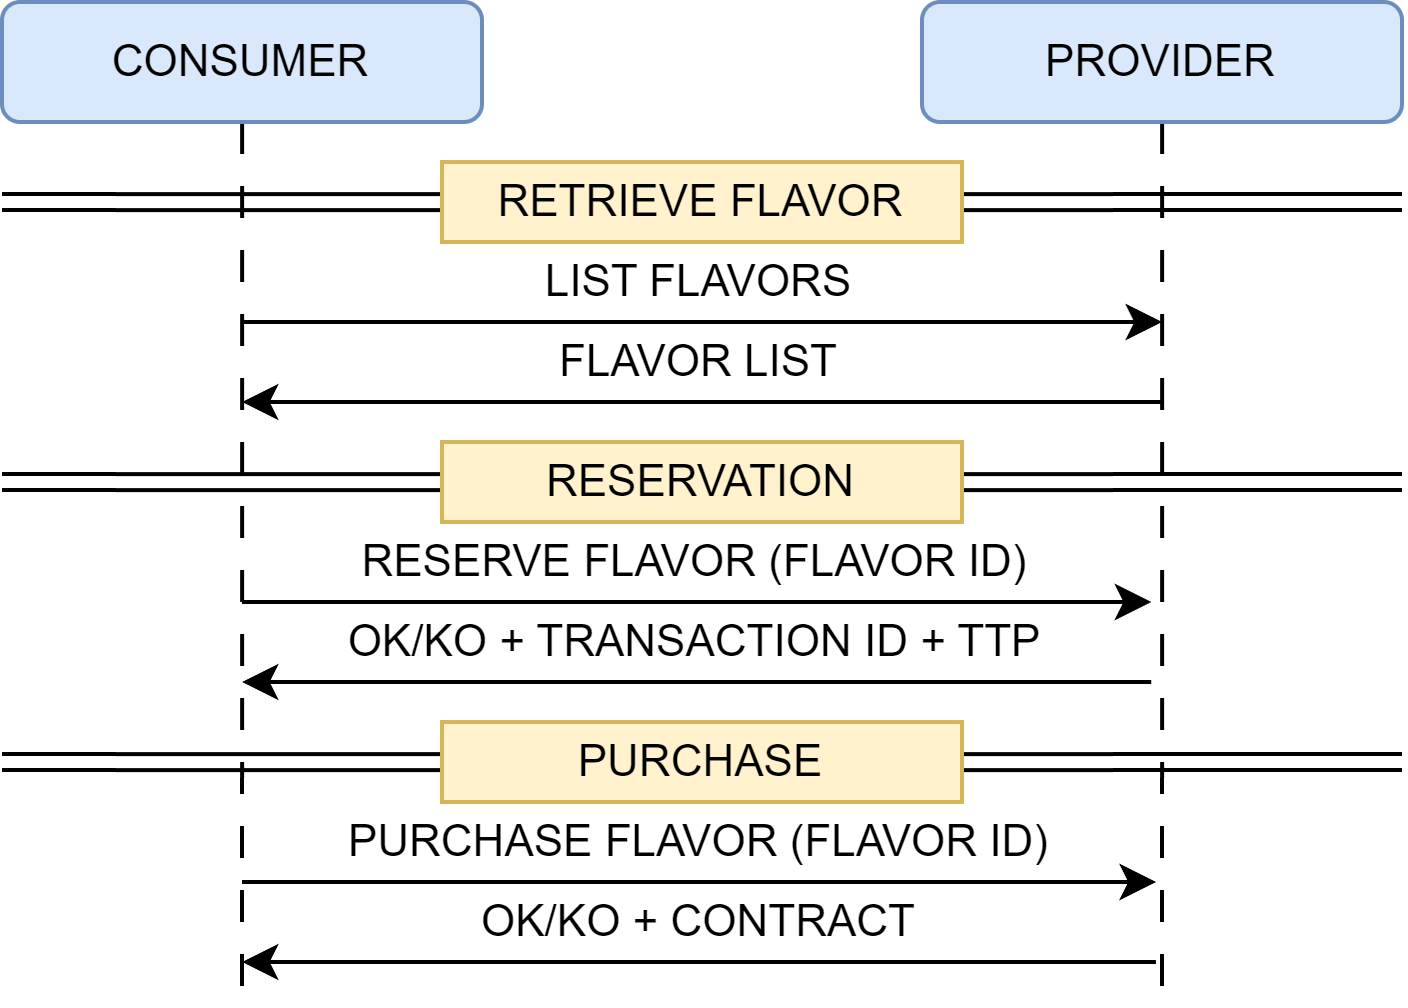 CONSUMER
PROVIDER
RETRIEVE FLAVOR
LIST FLAVORS
FLAVOR LIST
RESERVATION
RESERVE FLAVOR (FLAVOR ID)
OK/KO + TRANSACTION ID + TTP
PURCHASE
PURCHASE FLAVOR (FLAVOR ID)
OK/KO + CONTRACT